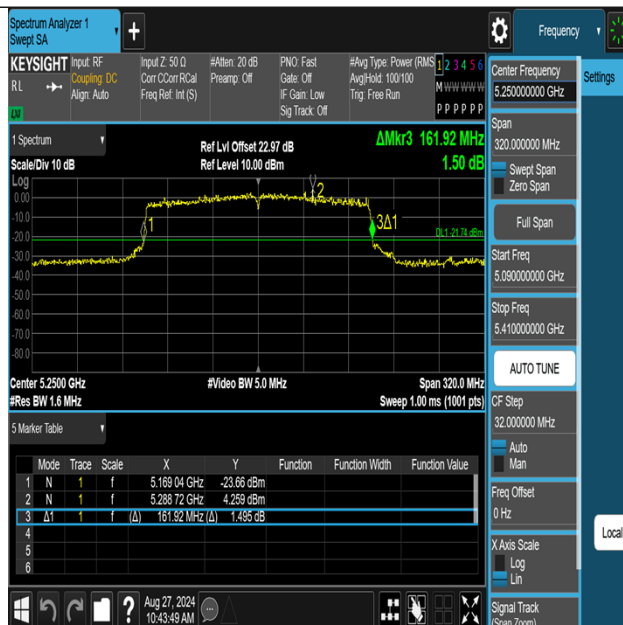 Spectrum Analyzer 1
Swept SA
+
Frequency
KEYSIGHT
RL
Input: RF
Coupling: DC
Align: Auto
Input Z: 50 Ω
Corr CCorr RCal
Freq Ref: Int (S)
#Atten: 20 dB
Preamp: Off
PNO: Fast
Gate: Off
IF Gain: Low
Sig Track: Off
#Avg Type: Power (RMS
Avg|Hold: 100/100
Trig: Free Run
1 2 3 4 5 6
M W W W W W
P P P P P P
LXI
1 Spectrum
Scale/Div 10 dB
Ref Lvl Offset 22.97 dB
Ref Level 10.00 dBm
ΔMkr3 161.92 MHz
1.50 dB
Log
0.00
-10.0
-20.0
-30.0
-40.0
-50.0
-60.0
-70.0
-80.0
1
2
3Δ1
DL1 -21.74 dBm
Center 5.2500 GHz
#Video BW 5.0 MHz
Span 320.0 MHz
#Res BW 1.6 MHz
Sweep 1.00 ms (1001 pts)
5 Marker Table
Mode Trace Scale X Y Function Function Width Function Value
1 N 1 f 5.169 04 GHz -23.66 dBm
2 N 1 f 5.288 72 GHz 4.259 dBm
3 Δ1 1 f (Δ) 161.92 MHz (Δ) 1.495 dB
4
5
6
?
Aug 27, 2024
10:43:49 AM
Center Frequency
5.250000000 GHz
Settings
Span
320.000000 MHz
Swept Span
Zero Span
Full Span
Start Freq
5.090000000 GHz
Stop Freq
5.410000000 GHz
AUTO TUNE
CF Step
32.000000 MHz
Auto
Man
Freq Offset
0 Hz
Local
X Axis Scale
Log
Lin
Signal Track
(Span Zoom)